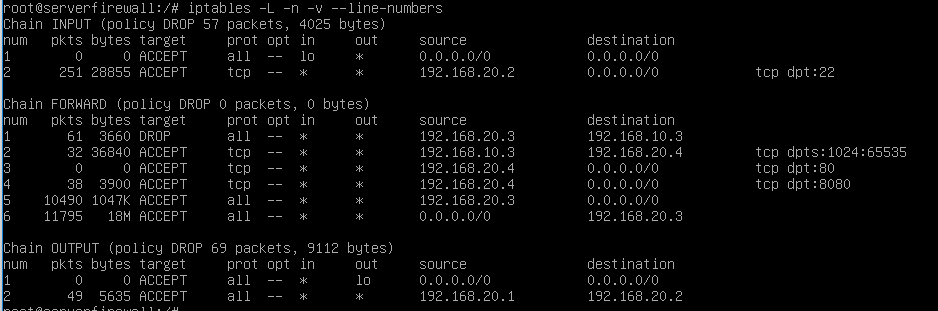 root@serverfirewall:/# iptables -L -n -v --line-numbers
Chain INPUT (policy DROP 57 packets, 4025 bytes)
num   pkts bytes target     prot opt in     out     source               destination
1        0     0 ACCEPT     all  --  lo     *       0.0.0.0/0            0.0.0.0/0
2      251 28855 ACCEPT     tcp  --  *      *       192.168.20.2         0.0.0.0/0            tcp dpt:22
Chain FORWARD (policy DROP 0 packets, 0 bytes)
num   pkts bytes target     prot opt in     out     source               destination
1       61  3660 DROP       all  --  *      *       192.168.20.3         192.168.10.3
2       32 36840 ACCEPT     tcp  --  *      *       192.168.10.3         192.168.20.4         tcp dpts:1024:65535
3        0     0 ACCEPT     tcp  --  *      *       192.168.20.4         0.0.0.0/0            tcp dpt:80
4       38  3900 ACCEPT     tcp  --  *      *       192.168.20.4         0.0.0.0/0            tcp dpt:8080
5    10490 1047K ACCEPT     all  --  *      *       192.168.20.3         0.0.0.0/0
6    11795   18M ACCEPT     all  --  *      *       0.0.0.0/0            192.168.20.3
Chain OUTPUT (policy DROP 69 packets, 9112 bytes)
num   pkts bytes target     prot opt in     out     source               destination
1        0     0 ACCEPT     all  --  *      lo      0.0.0.0/0            0.0.0.0/0
2       49  5635 ACCEPT     all  --  *      *       192.168.20.1         192.168.20.2
root@serverfirewall:/#